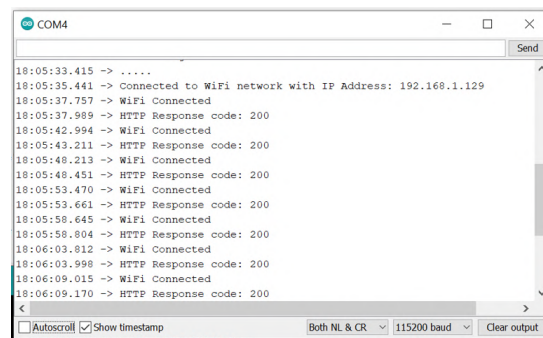 COM4
Send
18:05:33.415 -> .....
18:05:35.441 -> Connected to WiFi network with IP Address: 192.168.1.129
18:05:37.757 -> WiFi Connected
18:05:37.989 -> HTTP Response code: 200
18:05:42.994 -> WiFi Connected
18:05:43.211 -> HTTP Response code: 200
18:05:48.213 -> WiFi Connected
18:05:48.451 -> HTTP Response code: 200
18:05:53.470 -> WiFi Connected
18:05:53.661 -> HTTP Response code: 200
18:05:58.645 -> WiFi Connected
18:05:58.804 -> HTTP Response code: 200
18:06:03.812 -> WiFi Connected
18:06:03.998 -> HTTP Response code: 200
18:06:09.015 -> WiFi Connected
18:06:09.170 -> HTTP Response code: 200
Autoscroll Show timestamp Both NL & CR 115200 baud Clear output